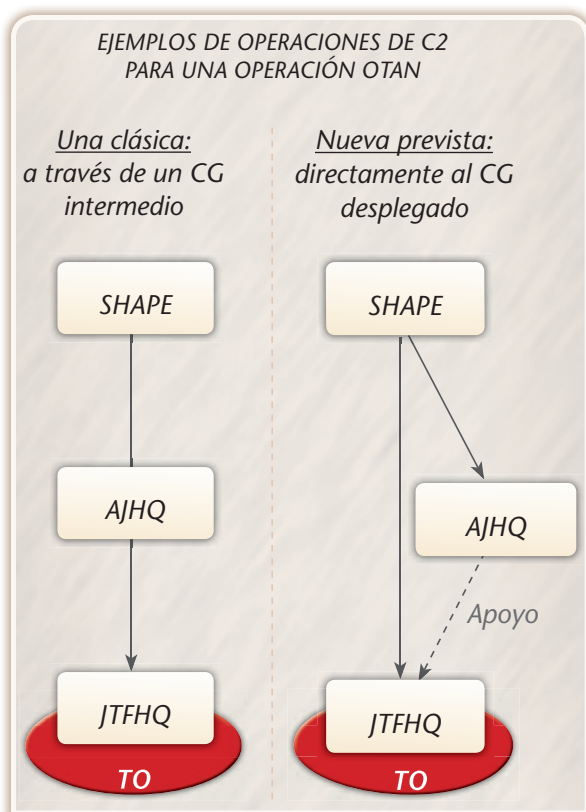 EJEMPLOS DE OPERACIONES DE C2
PARA UNA OPERACIÓN OTAN
Una clásica:
a través de un CG
intermedio
SHAPE
AJHQ
JTFHQ
TO
Nueva prevista:
directamente al CG
desplegado
SHAPE
AJHQ
Apoyo
JTFHQ
TO